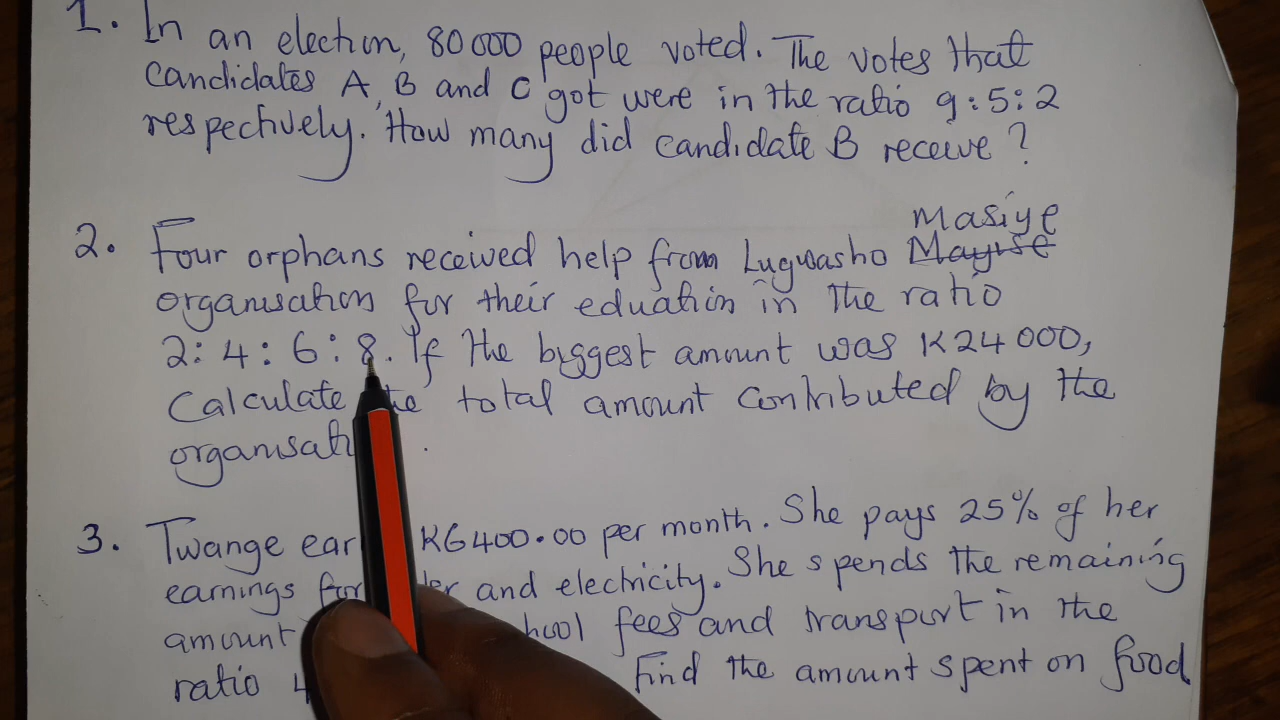 1. In an election, 80 000 people voted. The votes that
candidates A, B and C got were in the ratio 9:5:2
respectively. How many did candidate B receive?
Masiye
2. Four orphans received help from Lugwasho Mayise
organisation for their eduation in the ratio
2:4:6:8. If the biggest amount was K24 000,
Calculate the total amount contributed by the
organisati
3. Twange ear K6400.00 per month. She pays 25% of her
earnings for and electricity. She spends the remaining
amount fees and transport in the
ratio 4 Find the amount spent on food